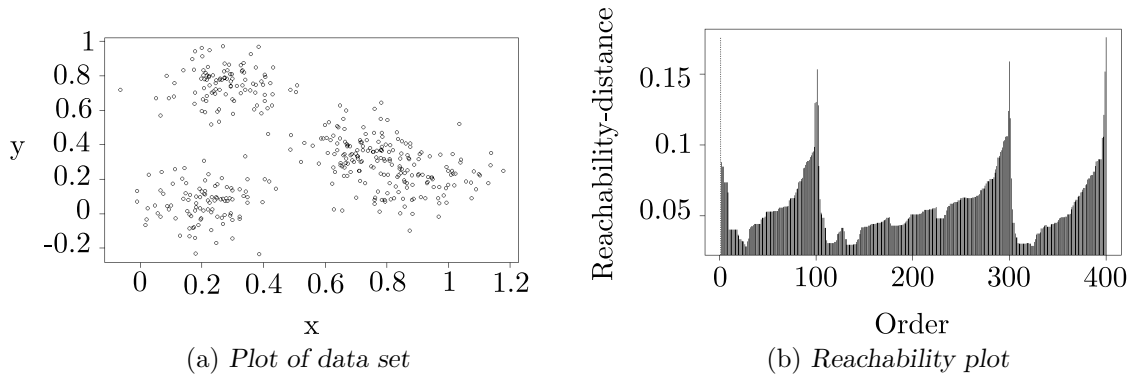 1
0.8
0.6
0.4
0.2
0
-0.2
y
0 0.2 0.4 0.6 0.8 1 1.2
x
(a) Plot of data set
Reachability-distance
0.15
0.1
0.05
0 100 200 300 400
Order
(b) Reachability plot